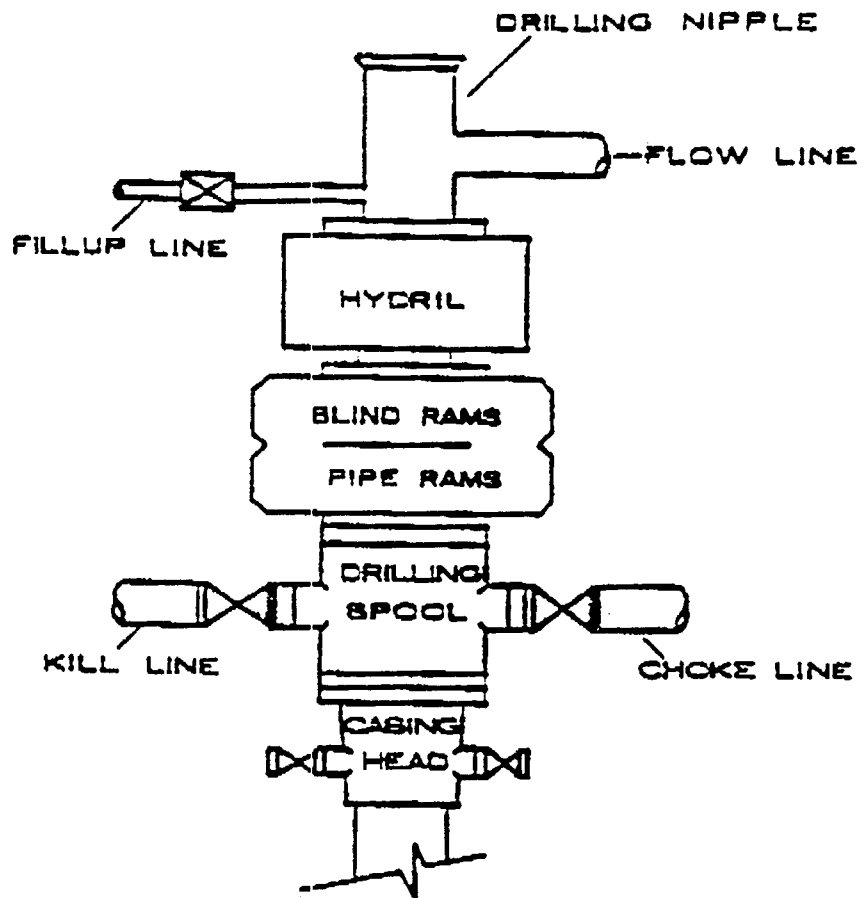 DRILLING NIPPLE
FLOW LINE
FILLUP LINE
HYDRIL
BLIND RAMS
PIPE RAMS
DRILLING
SPOOL
KILL LINE
CHOKE LINE
CASING
HEAD